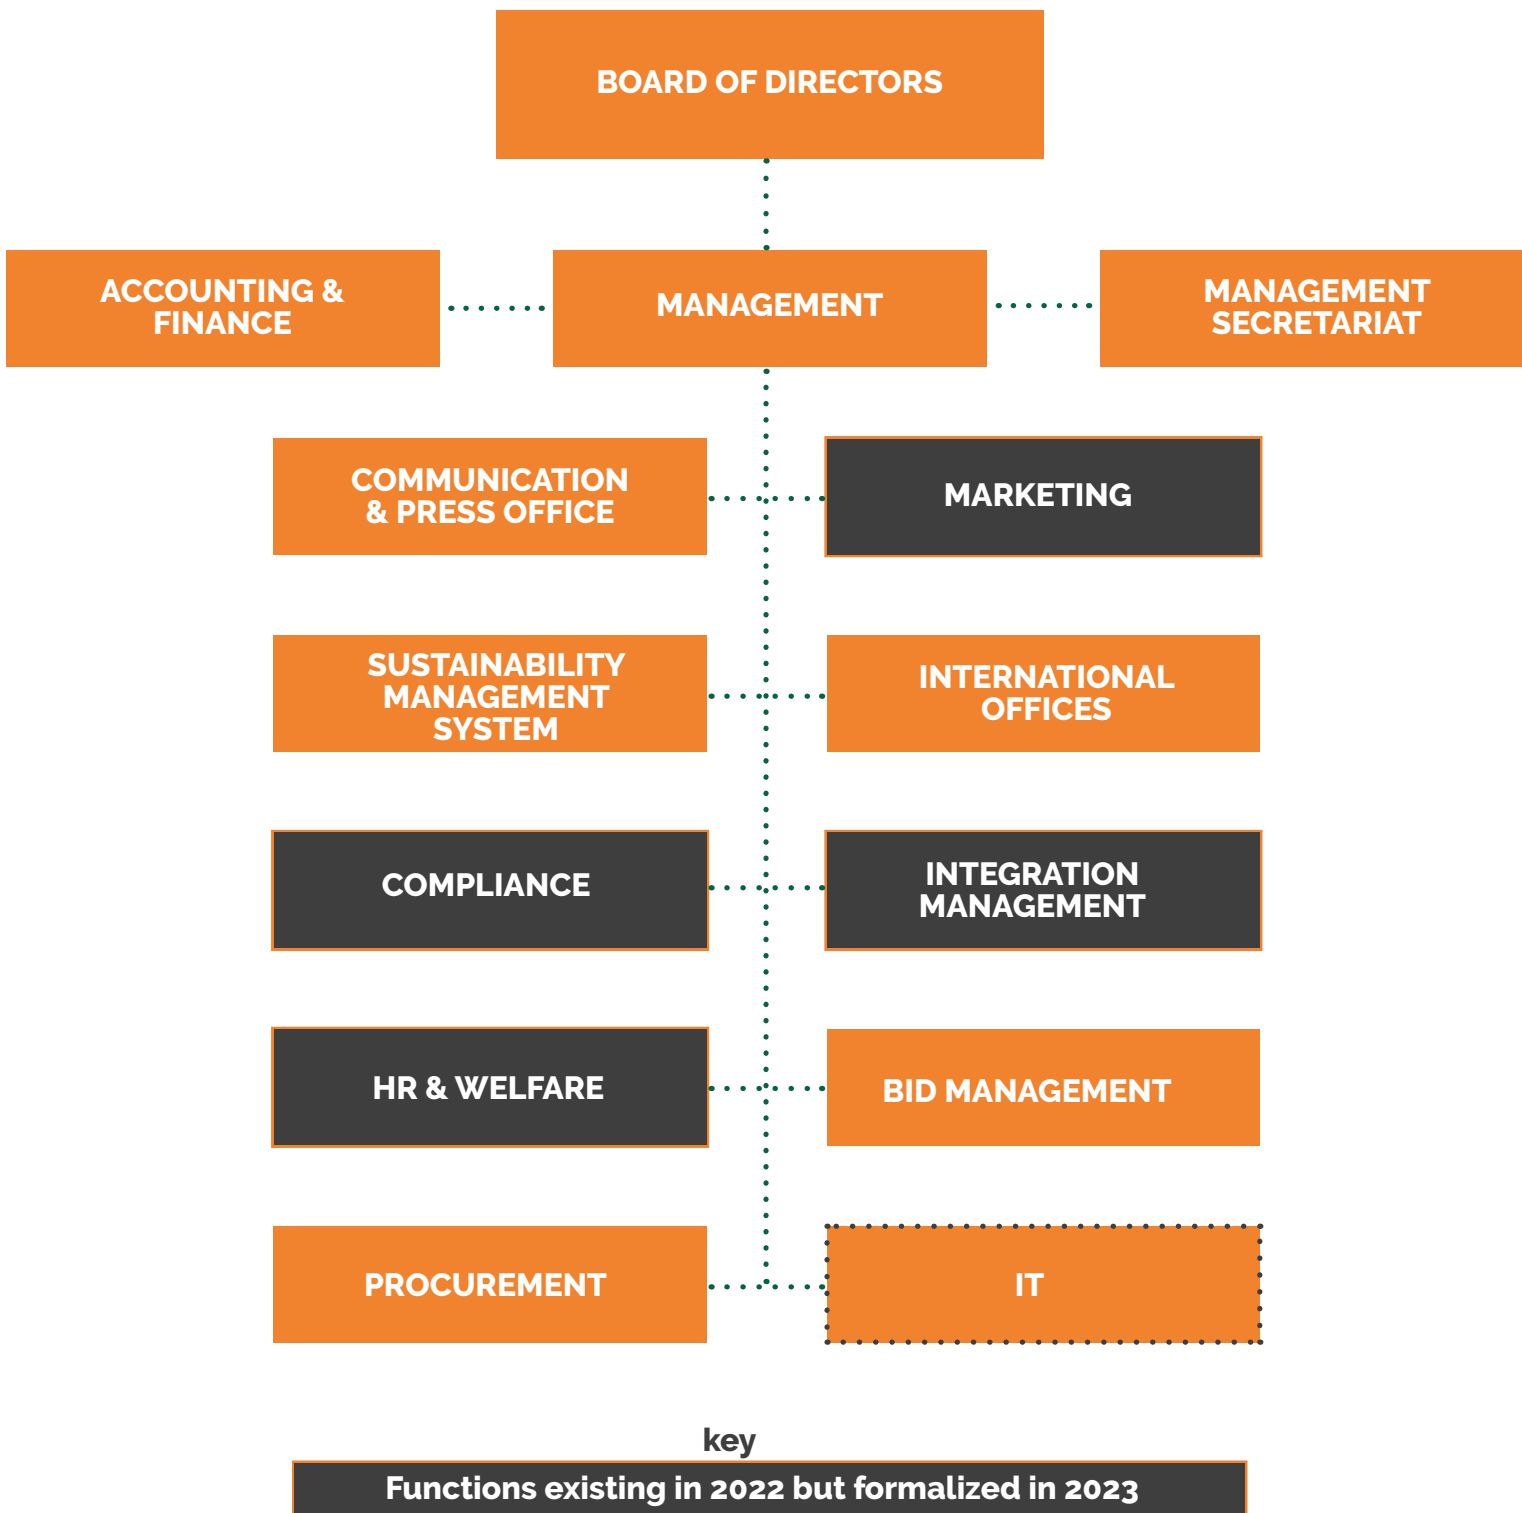 BOARD OF DIRECTORS
ACCOUNTING &
FINANCE
MANAGEMENT
MANAGEMENT
SECRETARIAT
COMMUNICATION
& PRESS OFFICE
MARKETING
SUSTAINABILITY
MANAGEMENT
SYSTEM
INTERNATIONAL
OFFICES
COMPLIANCE
INTEGRATION
MANAGEMENT
HR & WELFARE
BID MANAGEMENT
PROCUREMENT
IT
key
Functions existing in 2022 but formalized in 2023